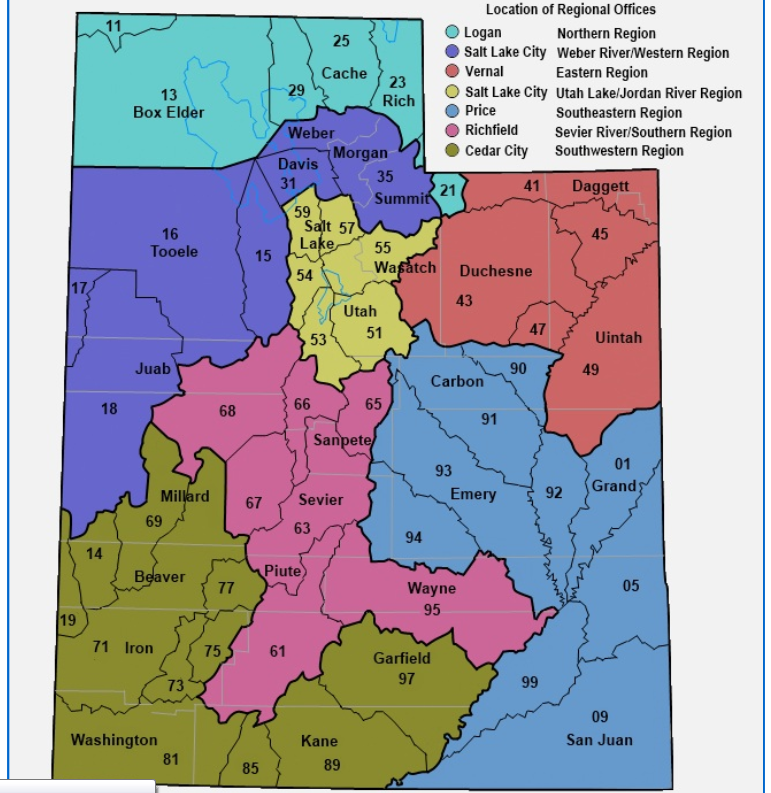 Location of Regional Offices
Logan Northern Region
Salt Lake City Weber River/Western Region
Vernal Eastern Region
Salt Lake City Utah Lake/Jordan River Region
Price Southeastern Region
Richfield Sevier River/Southern Region
Cedar City Southwestern Region
11
25
Cache
23
Rich
29
13
Box Elder
Weber
Morgan
Davis
31
35
Summit
21
41
Daggett
45
59
Salt
Lake
57
55
Wasatch
54
16
Tooele
15
17
Duchesne
43
47
Uintah
49
Utah
51
53
Juab
18
68
66
65
Sanpete
Carbon
90
91
93
Emery
92
01
Grand
94
05
Millard
69
67
Sevier
63
14
Beaver
77
Piute
Wayne
95
19
71
Iron
75
73
61
Garfield
97
99
09
San Juan
Washington
81
85
Kane
89